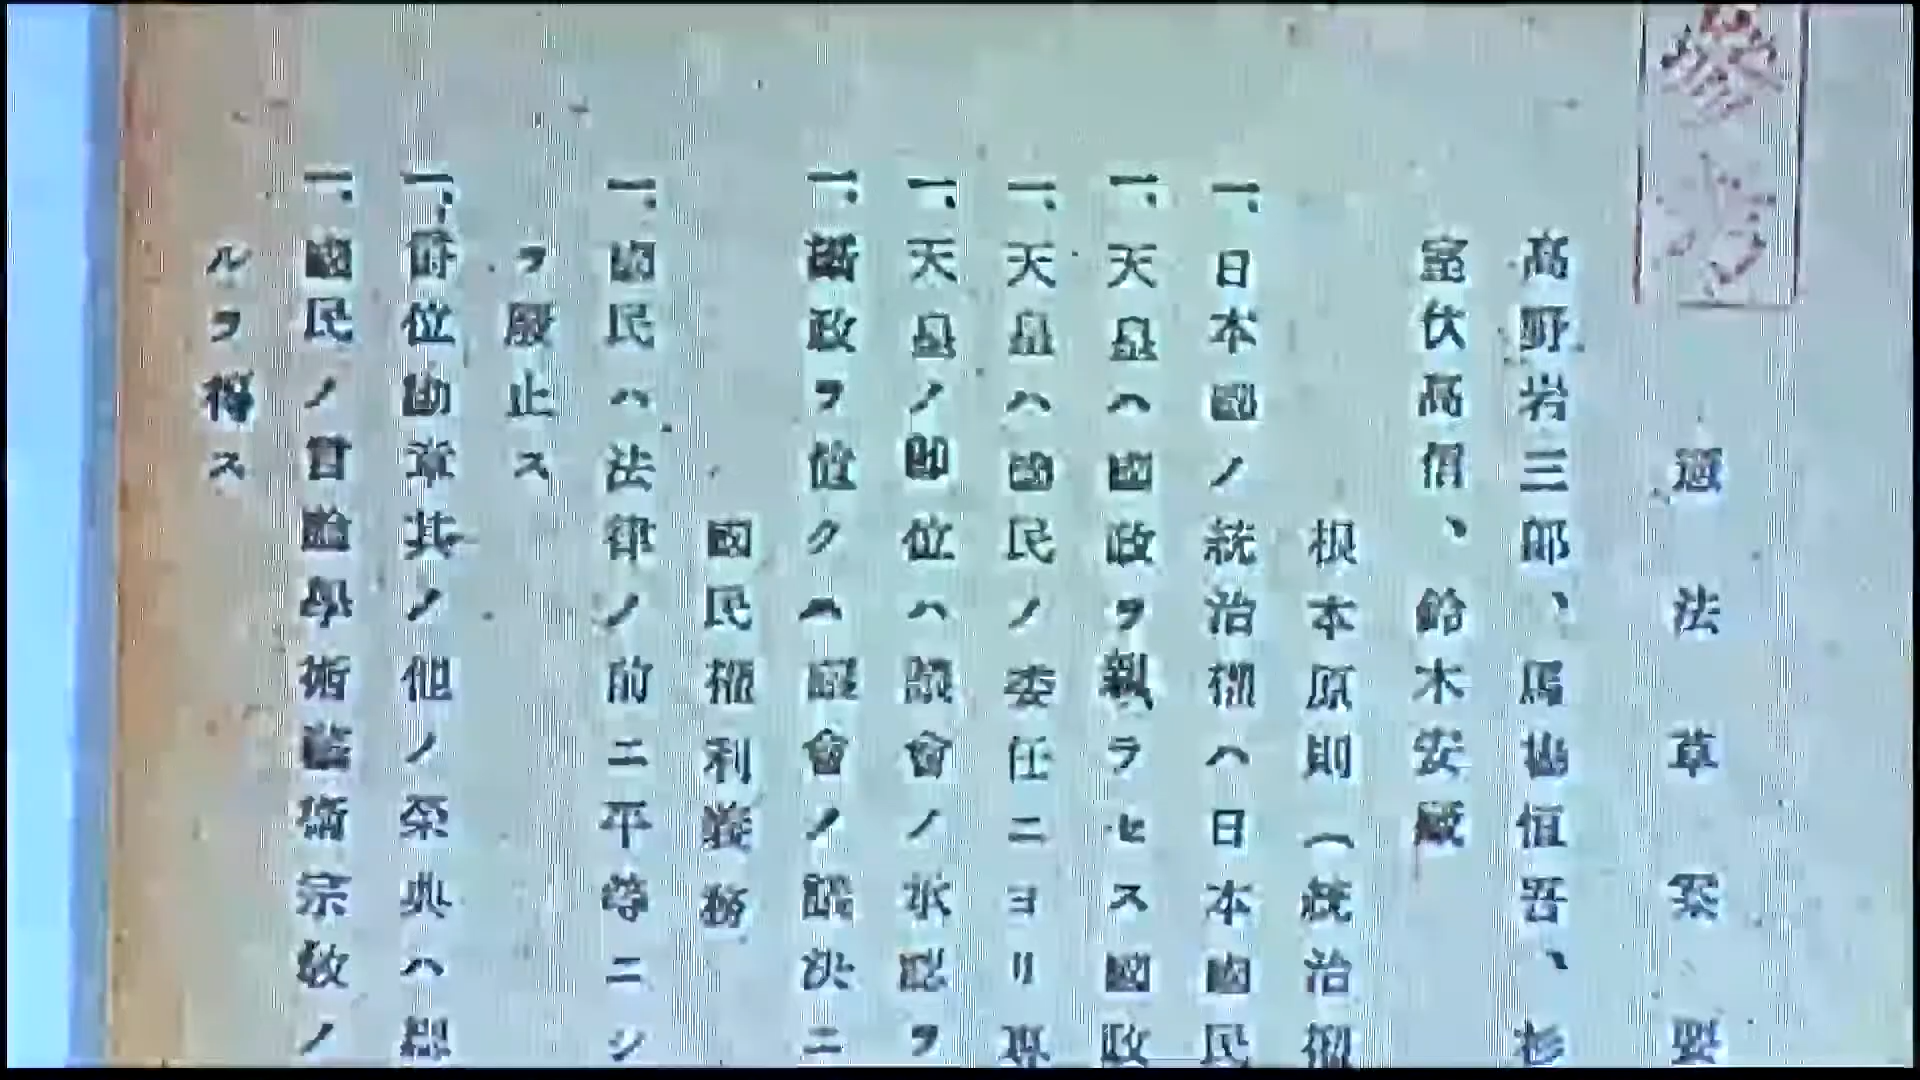 参考
憲法草案要
高野岩三郎、馬場恒吾、杉
室伏高信、鈴木安蔵
根本原則(統治權
一、日本國ノ統治權ハ日本國民
一、天皇ハ國政ヲ親ラセス國政
一、天皇ハ國民ノ委任ニヨリ專
一、天皇ノ即位ハ議會ノ承認ヲ
一、攝政ヲ置クハ議會ノ議決ニ
國民權利義務
一、國民ハ法律ノ前ニ平等ニシ
ヲ廢止ス
一、爵位勲章其ノ他ノ榮典ハ總
一、國民ノ言論學術藝術宗教ノ
ルヲ得ス